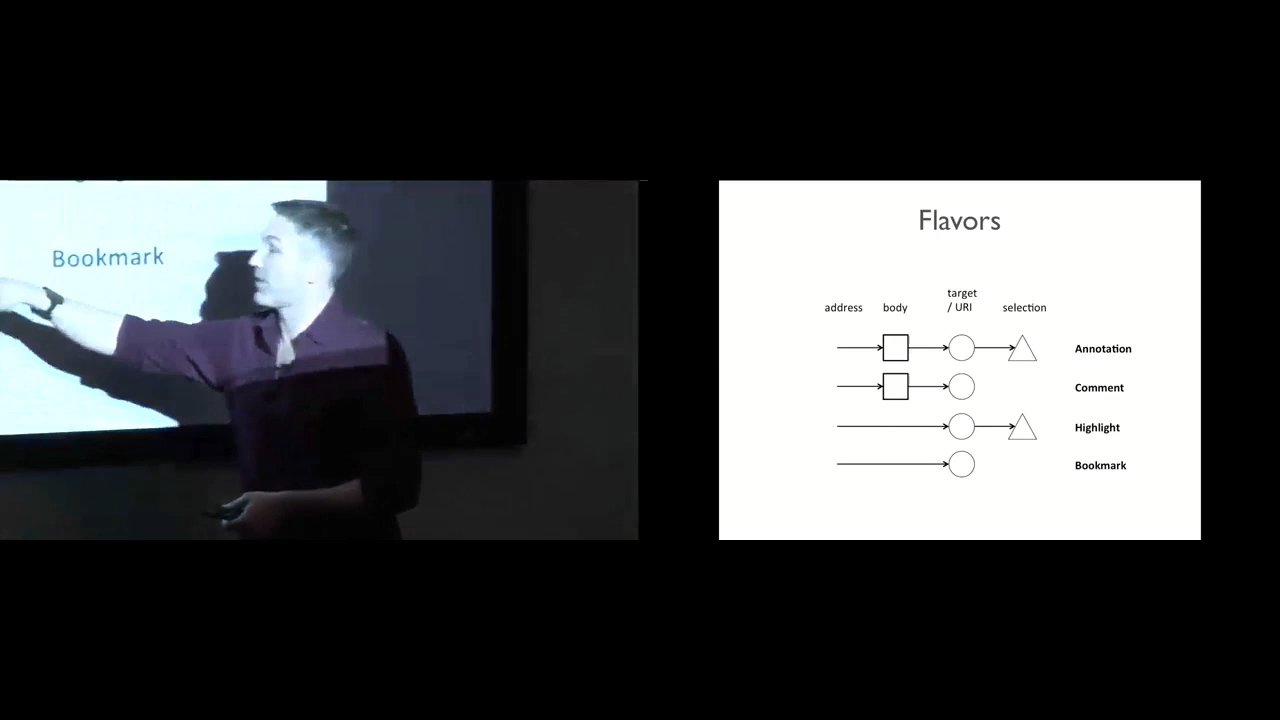 Bookmark
Flavors
address
body
target
/ URI
selection
Annotation
Comment
Highlight
Bookmark